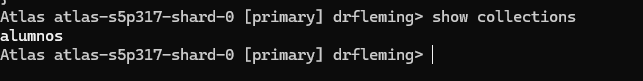 Atlas atlas-s5p317-shard-0 [primary] drfleming> show collections
alumnos
Atlas atlas-s5p317-shard-0 [primary] drfleming>